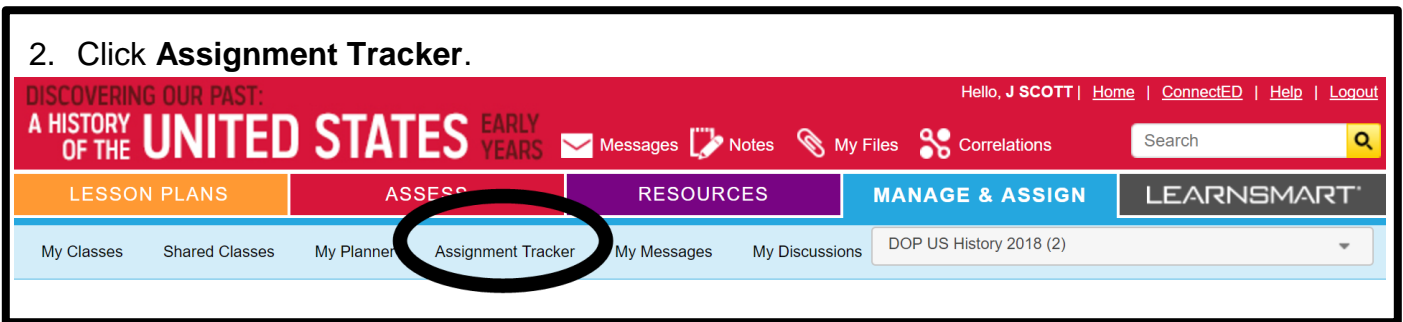 2. Click Assignment Tracker.
DISCOVERING OUR PAST:
A HISTORY OF THE UNITED STATES EARLY YEARS
Hello, J SCOTT | Home | ConnectED | Help | Logout
Messages Notes My Files Correlations Search
LESSON PLANS ASSESS RESOURCES MANAGE & ASSIGN LEARNSMART
My Classes Shared Classes My Planner Assignment Tracker My Messages My Discussions DOP US History 2018 (2)